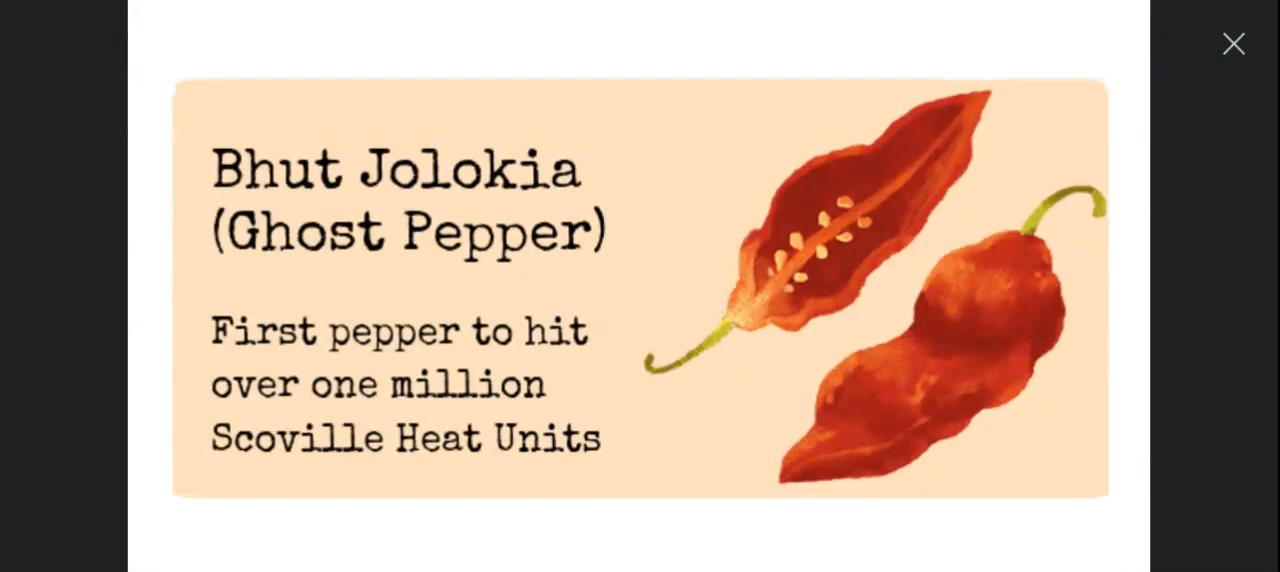 Bhut Jolokia
(Ghost Pepper)
First pepper to hit
over one million
Scoville Heat Units